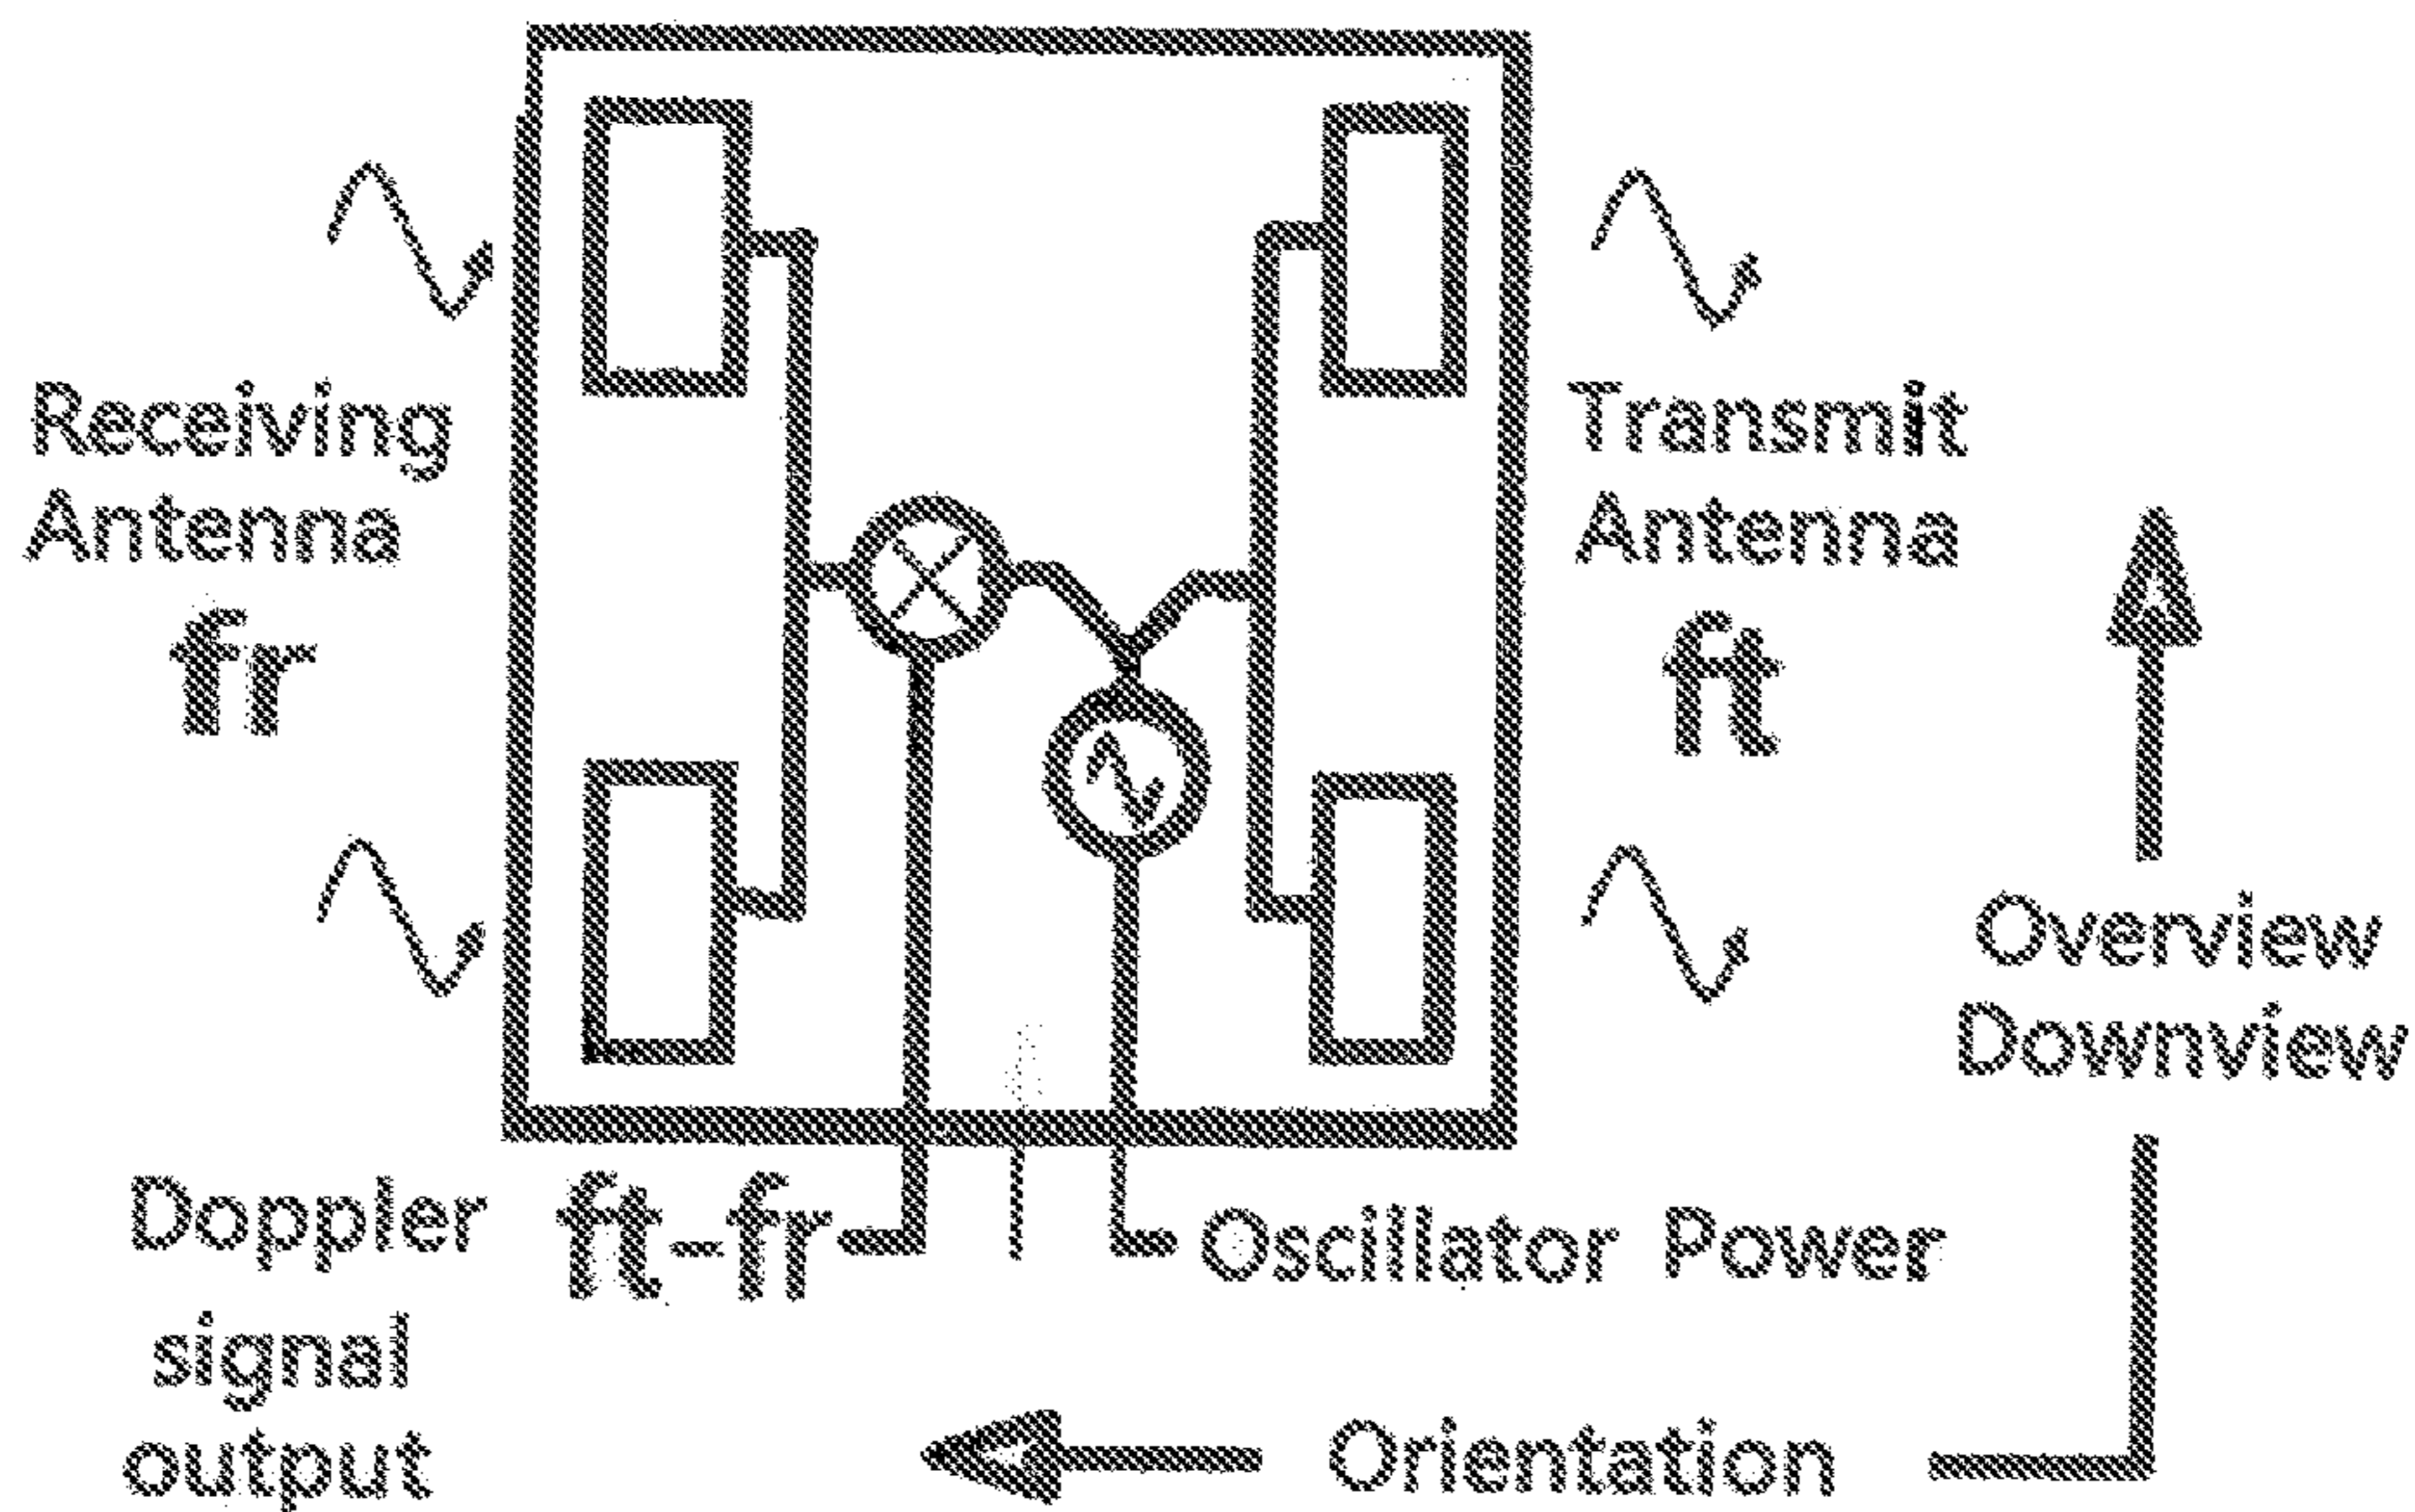 Receiving
Antenna
fr
Transmit
Antenna
ft
Overview
Downview
Doppler
signal
output
ft-fr
Oscillator Power
Orientation